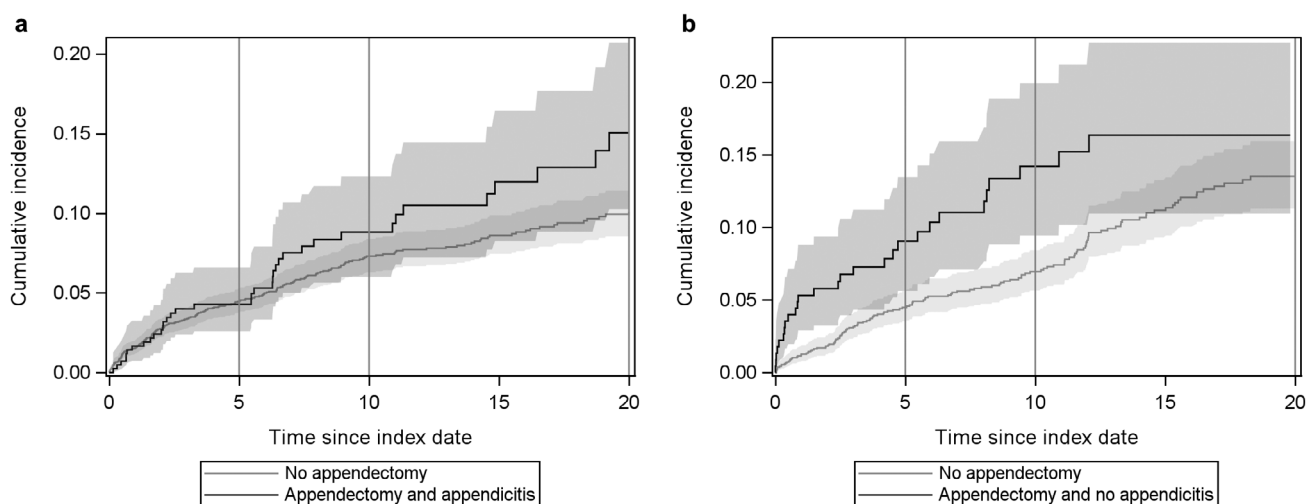 a
0.20
0.15
0.10
0.05
0.00
Cumulative incidence
0 5 10 15 20
Time since index date
No appendectomy
Appendectomy and appendicitis
b
0.20
0.15
0.10
0.05
0.00
Cumulative incidence
0 5 10 15 20
Time since index date
No appendectomy
Appendectomy and no appendicitis